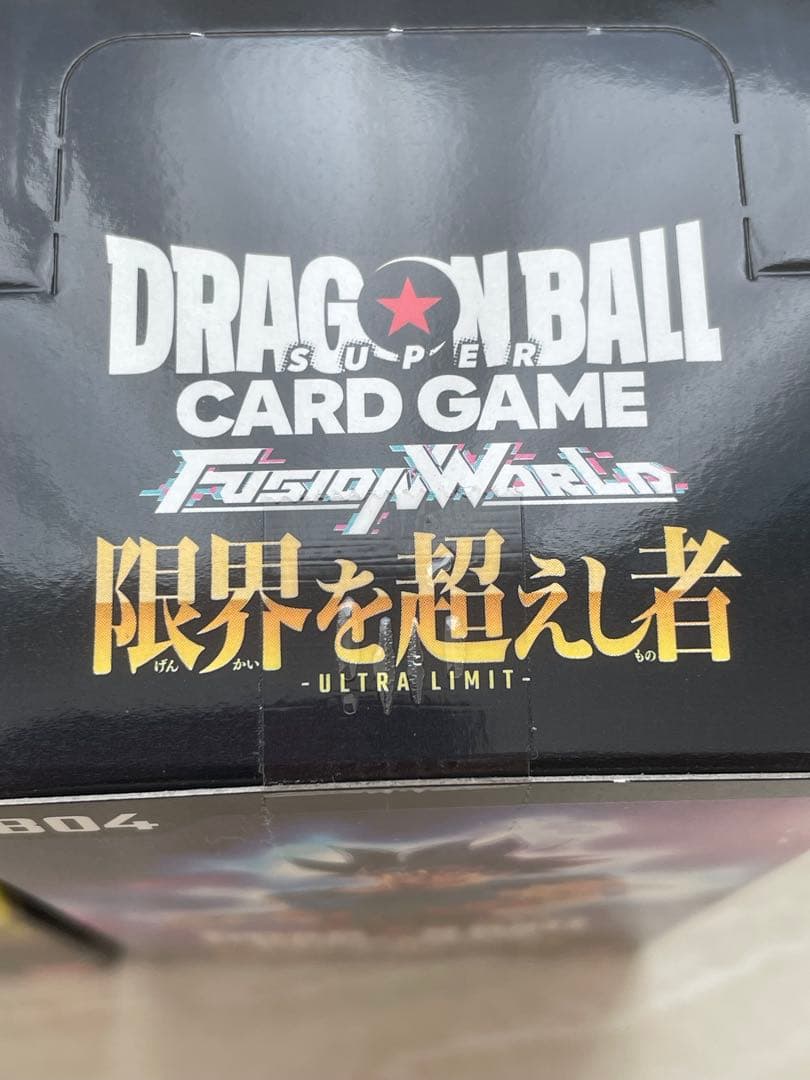 DRAGON BALL
SUPER
CARD GAME
FUSION WORLD
限界を超えし者
げん かい こ もの
-ULTRA LIMIT-
B04